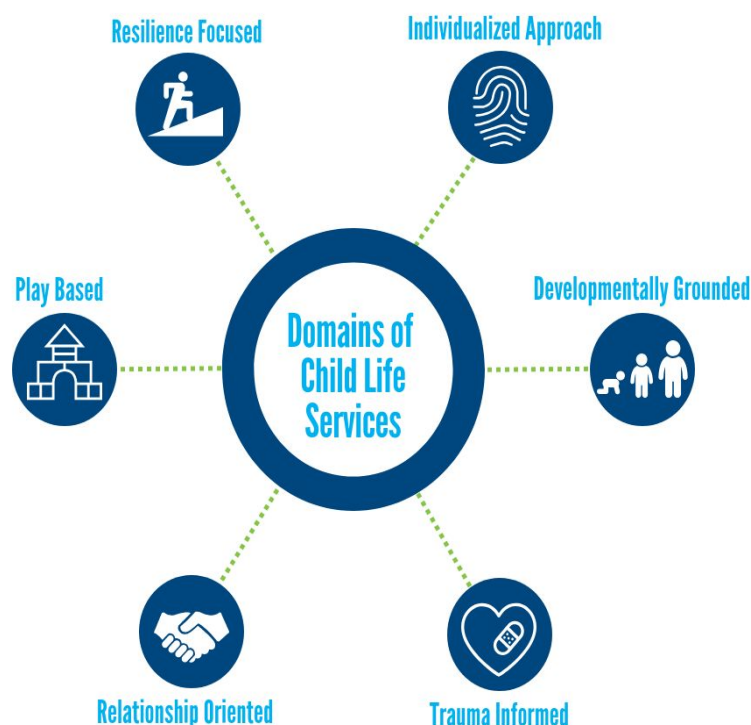 Resilience Focused
Individualized Approach
Play Based
Developmentally Grounded
Domains of
Child Life
Services
Relationship Oriented
Trauma Informed